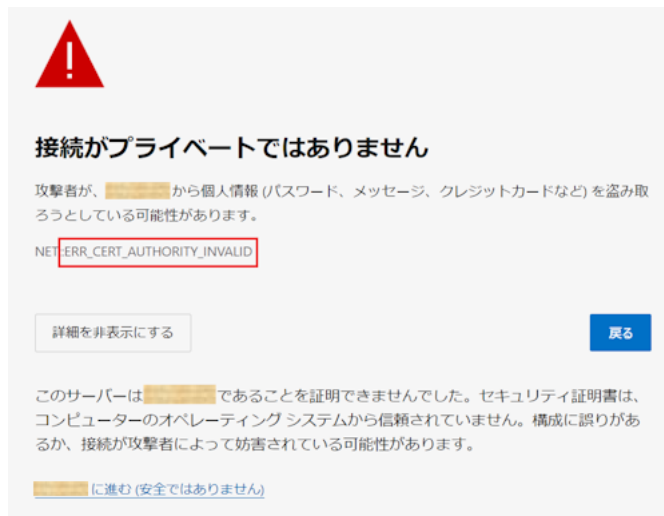 接続がプライベートではありません
攻撃者が、から個人情報 (パスワード、メッセージ、クレジットカードなど) を盗み取
ろうとしている可能性があります。
NET::ERR_CERT_AUTHORITY_INVALID
詳細を非表示にする
戻る
このサーバーはであることを証明できませんでした。セキュリティ証明書は、
コンピューターのオペレーティング システムから信頼されていません。構成に誤りがあ
るか、接続が攻撃者によって妨害されている可能性があります。
に進む (安全ではありません)